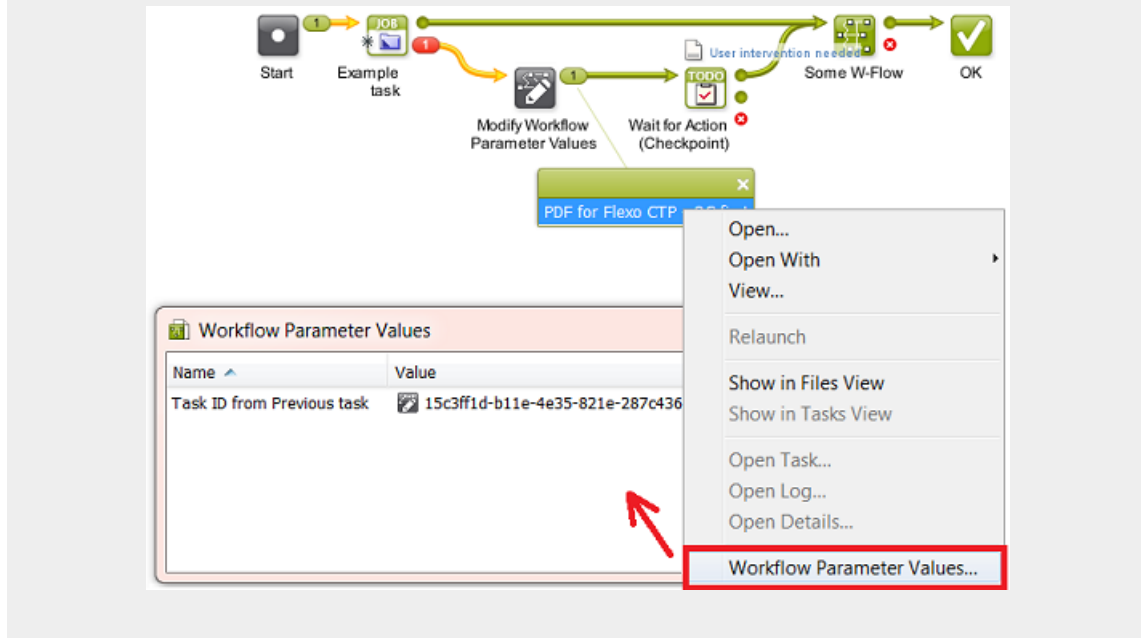 1
JOB
1
User intervention needed
Start
Example
task
Some W-Flow
OK
1
TODO
Modify Workflow
Parameter Values
Wait for Action
(Checkpoint)
PDF for Flexo CTP
Open...
Open With
View...
Relaunch
Show in Files View
Show in Tasks View
Open Task...
Open Log...
Open Details...
Workflow Parameter Values...
Workflow Parameter Values
Name
Value
Task ID from Previous task
15c3ff1d-b11e-4e35-821e-287c436